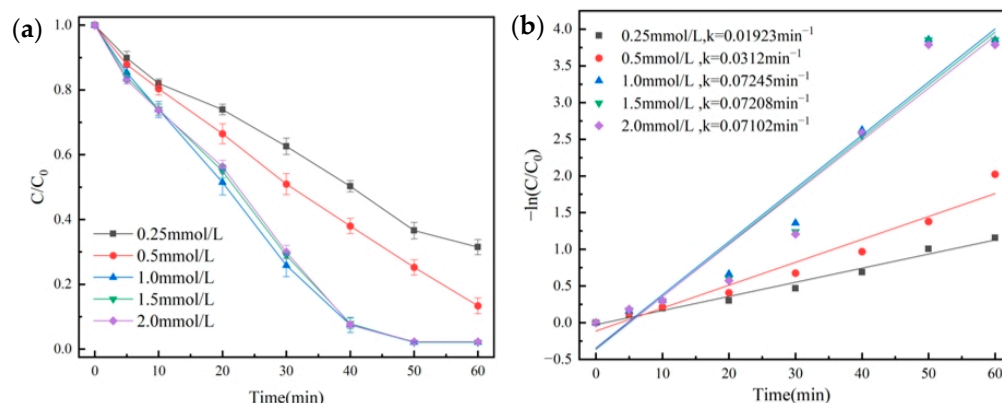 (a)
1.0
0.8
0.6
0.4
0.2
0.0
C/C₀
0.25mmol/L
0.5mmol/L
1.0mmol/L
1.5mmol/L
2.0mmol/L
0 10 20 30 40 50 60
Time(min)
(b)
4.0
3.5
3.0
2.5
2.0
1.5
1.0
0.5
0.0
−0.5
−ln(C/C₀)
0.25mmol/L,k=0.01923min⁻¹
0.5mmol/L ,k=0.0312min⁻¹
1.0mmol/L ,k=0.07245min⁻¹
1.5mmol/L ,k=0.07208min⁻¹
2.0mmol/L ,k=0.07102min⁻¹
0 10 20 30 40 50 60
Time(min)